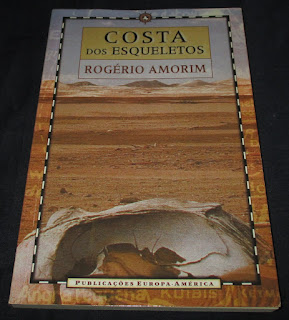 COSTA
DOS ESQUELETOS
ROGÉRIO AMORIM
PUBLICAÇÕES EUROPA-AMÉRICA